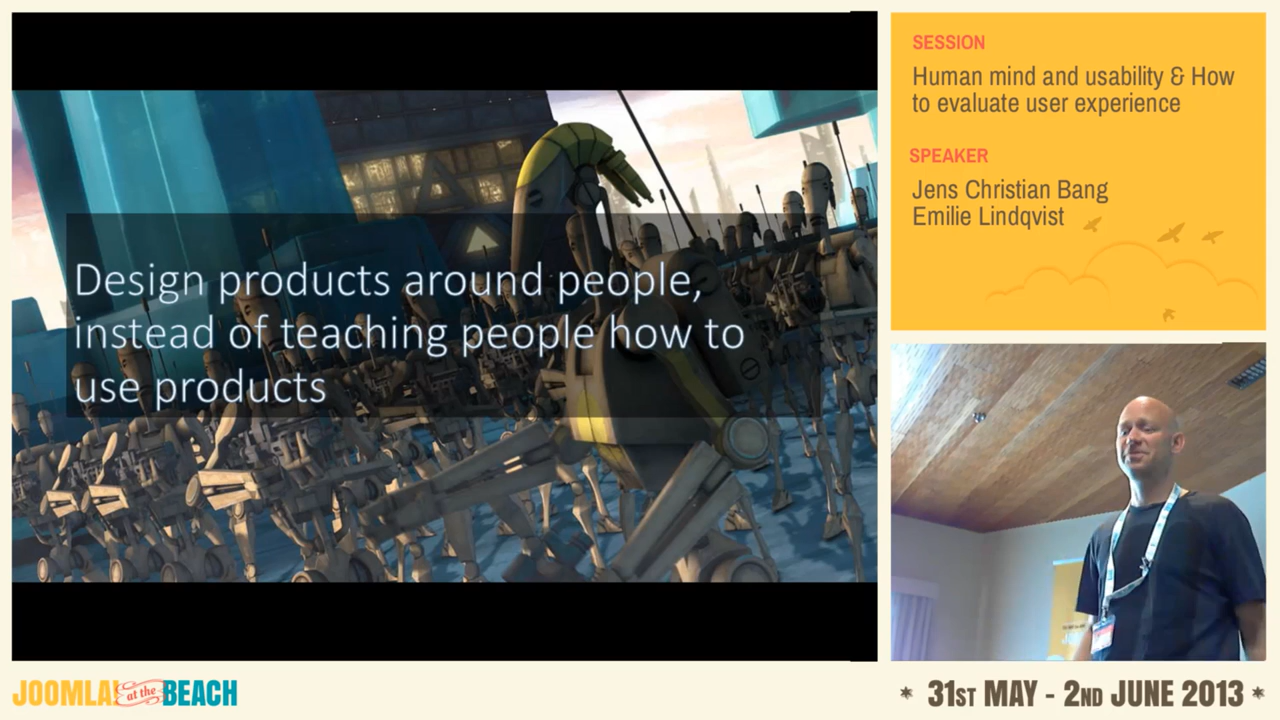 Design products around people,
instead of teaching people how to
use products
SESSION
Human mind and usability & How
to evaluate user experience
SPEAKER
Jens Christian Bang
Emilie Lindqvist
JOOMLA! at the BEACH
* 31ST MAY - 2ND JUNE 2013 *